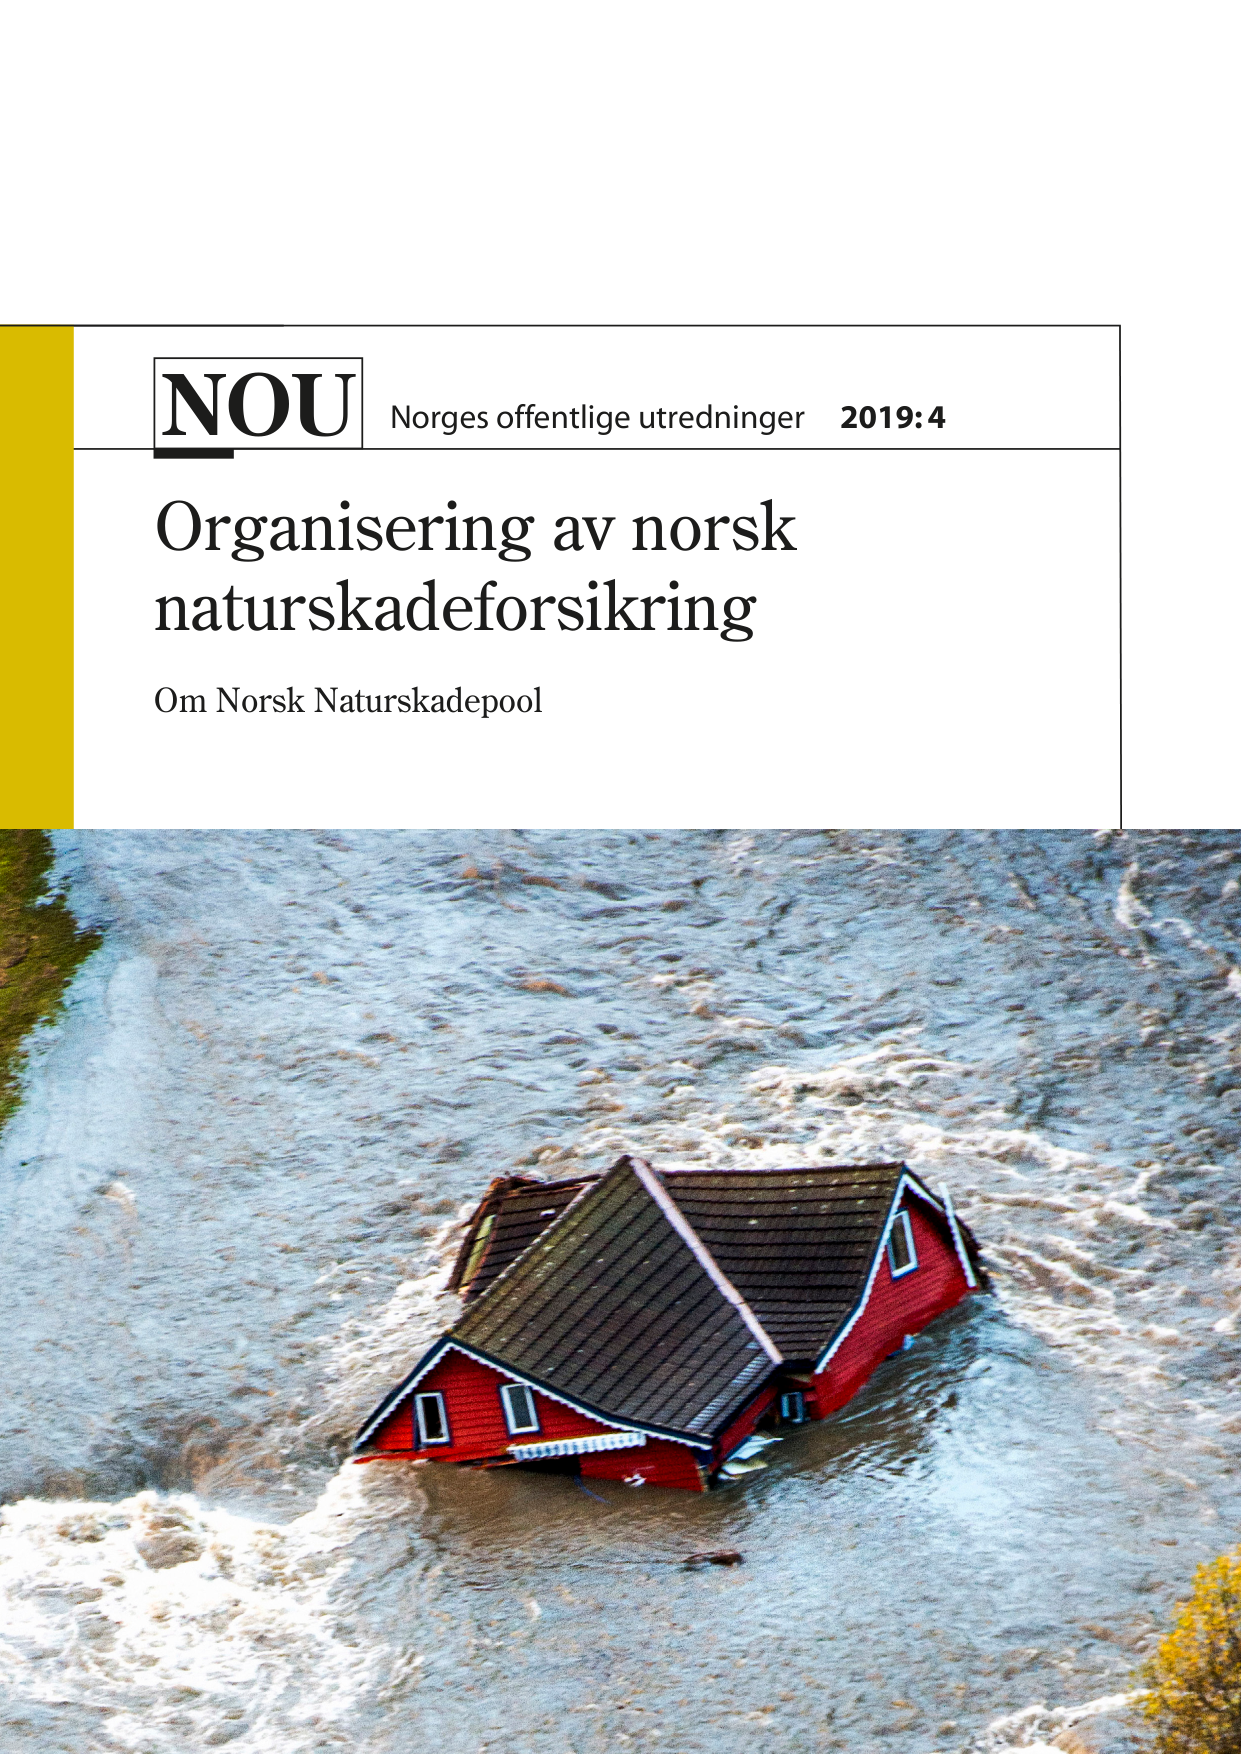 NOU
Norges offentlige utredninger 2019: 4
Organisering av norsk
naturskadeforsikring
Om Norsk Naturskadepool